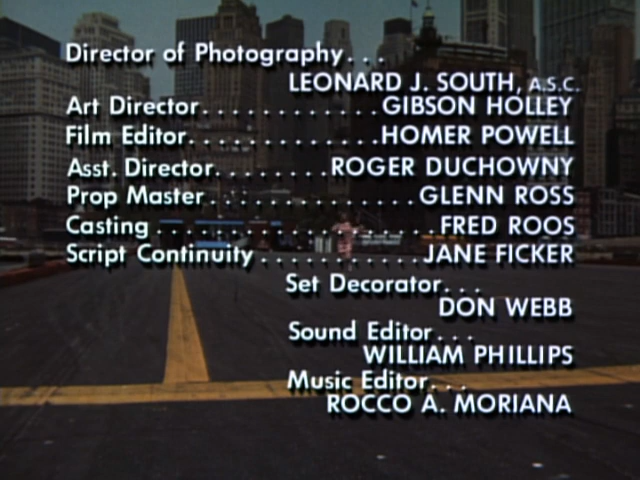 Director of Photography. . .
LEONARD J. SOUTH, A.S.C.
Art Director. . . . . . . . . . . . .GIBSON HOLLEY
Film Editor. . . . . . . . . . . . .HOMER POWELL
Asst. Director. . . . . . . .ROGER DUCHOWNY
Prop Master . . . . . . . . . . . . . .GLENN ROSS
Casting . . . . . . . . . . . . . . . . . . .FRED ROOS
Script Continuity . . . . . . . . . . .JANE FICKER
Set Decorator. . .
DON WEBB
Sound Editor . . .
WILLIAM PHILLIPS
Music Editor. . .
ROCCO A. MORIANA